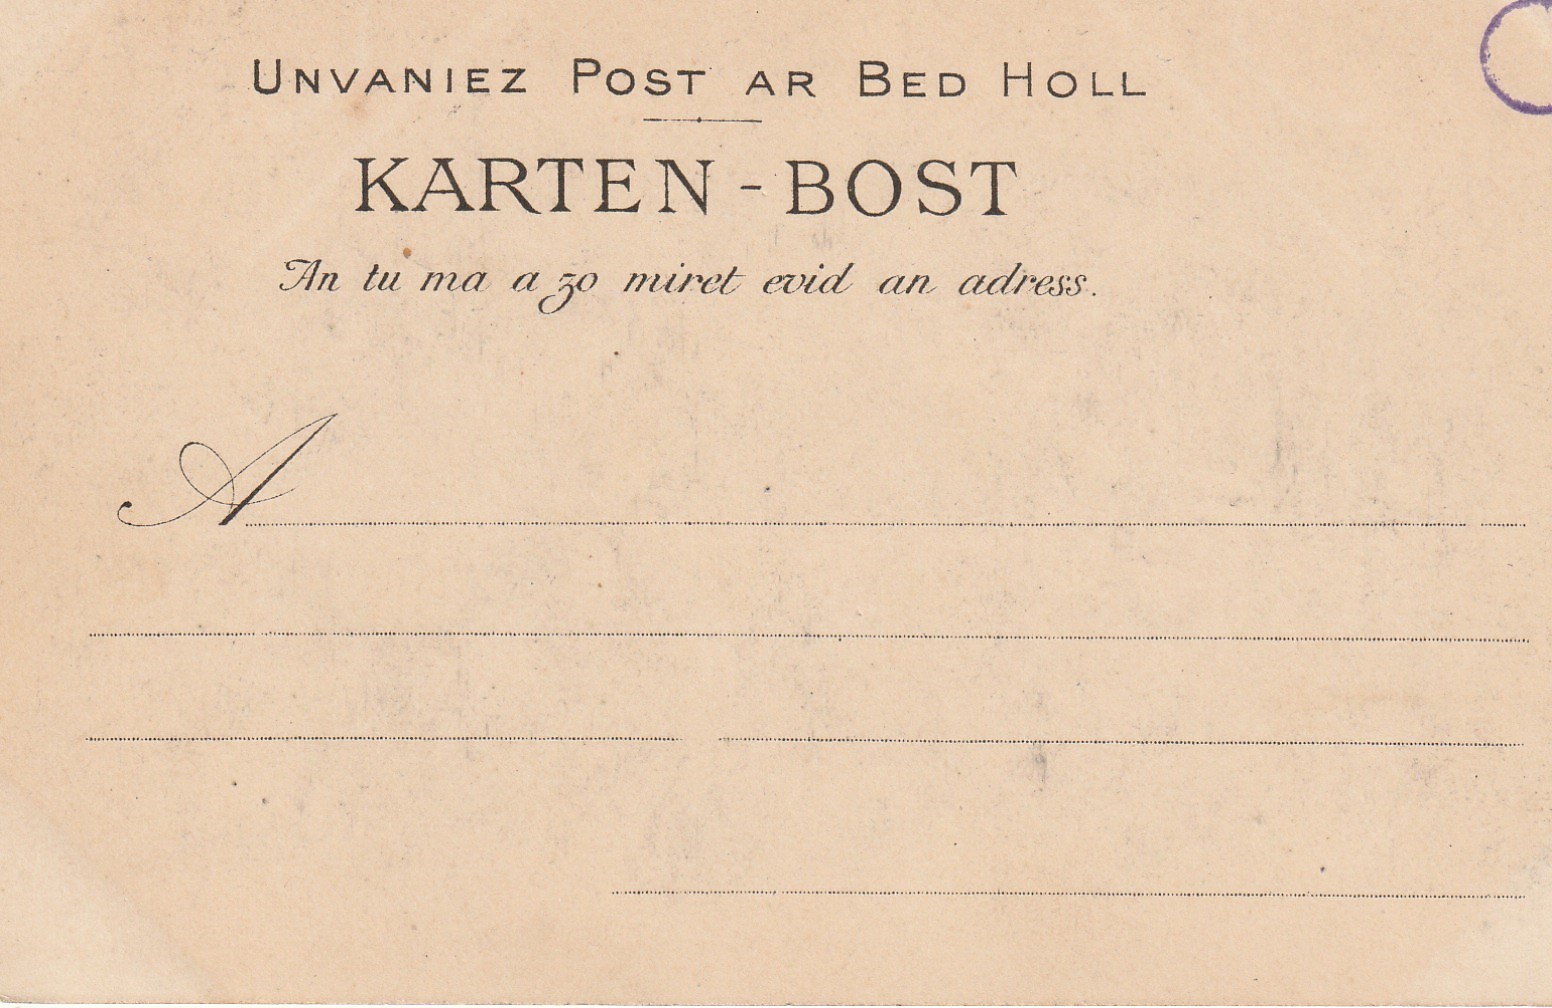 UNVANIEZ POST AR BED HOLL
KARTEN-BOST
An tu ma a zo miret evid an adress.
A